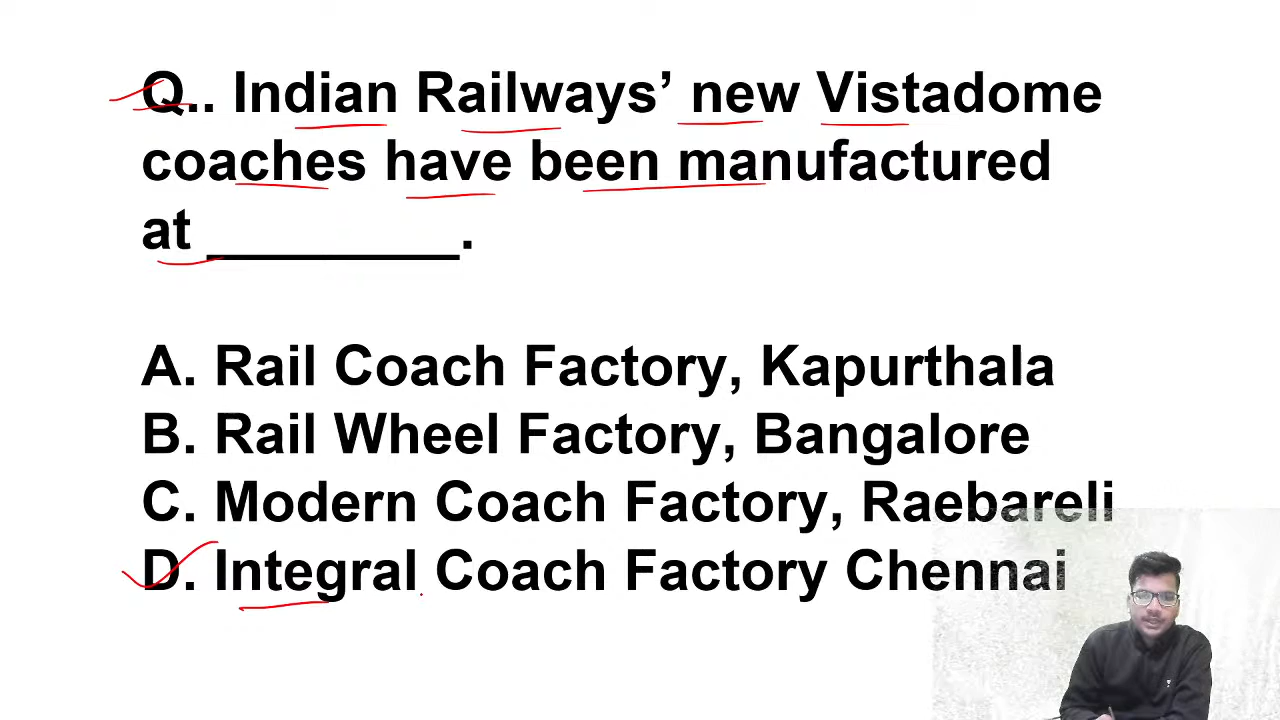 Q.. Indian Railways’ new Vistadome
coaches have been manufactured
at ________.
A. Rail Coach Factory, Kapurthala
B. Rail Wheel Factory, Bangalore
C. Modern Coach Factory, Raebareli
D. Integral Coach Factory Chennai